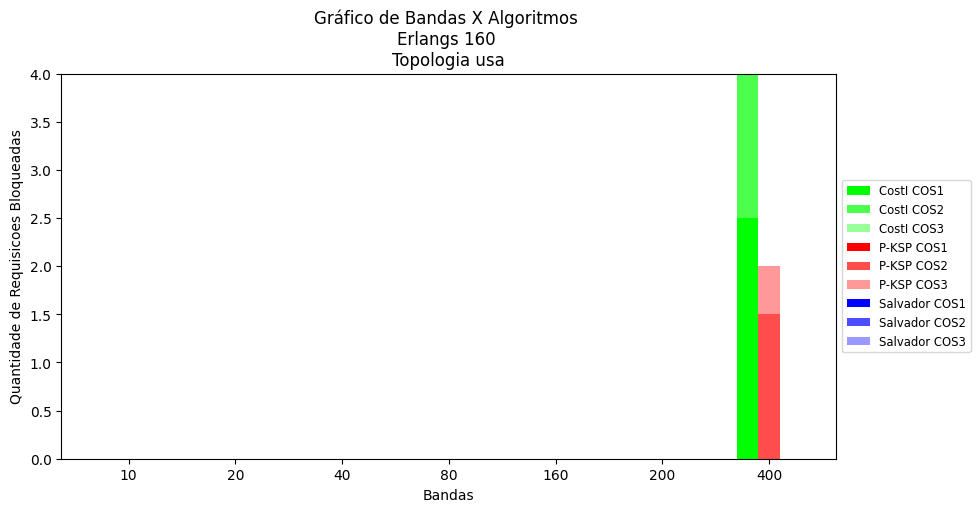 Gráfico de Bandas X Algoritmos
Erlangs 160
Topologia usa
Quantidade de Requisicoes Bloqueadas
4.0
3.5
3.0
2.5
2.0
1.5
1.0
0.5
0.0
10 20 40 80 160 200 400
Bandas
CostI COS1
CostI COS2
CostI COS3
P-KSP COS1
P-KSP COS2
P-KSP COS3
Salvador COS1
Salvador COS2
Salvador COS3